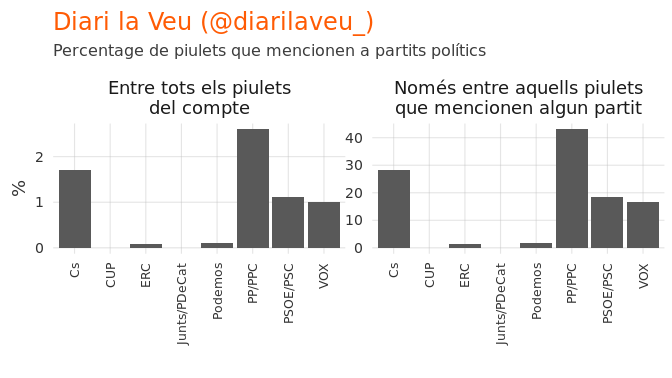 Diari la Veu (@diarilaveu_)
Percentage de piulets que mencionen a partits polítics
Entre tots els piulets
del compte
Només entre aquells piulets
que mencionen algun partit
%
2
1
0
40
30
20
10
0
Cs
CUP
ERC
Junts/PDeCat
Podemos
PP/PPC
PSOE/PSC
VOX
Cs
CUP
ERC
Junts/PDeCat
Podemos
PP/PPC
PSOE/PSC
VOX